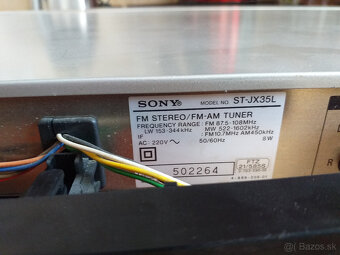 SONY MODEL NO. ST-JX35L
FM STEREO/FM-AM TUNER
FREQUENCY RANGE: FM 87.5-108MHz
LW 153-344kHz MW 522-1602kHz
IF : FM10.7MHz AM450kHz
AC: 220V ~ 50/60Hz 8W
502264
FTZ
R
Bazos.sk